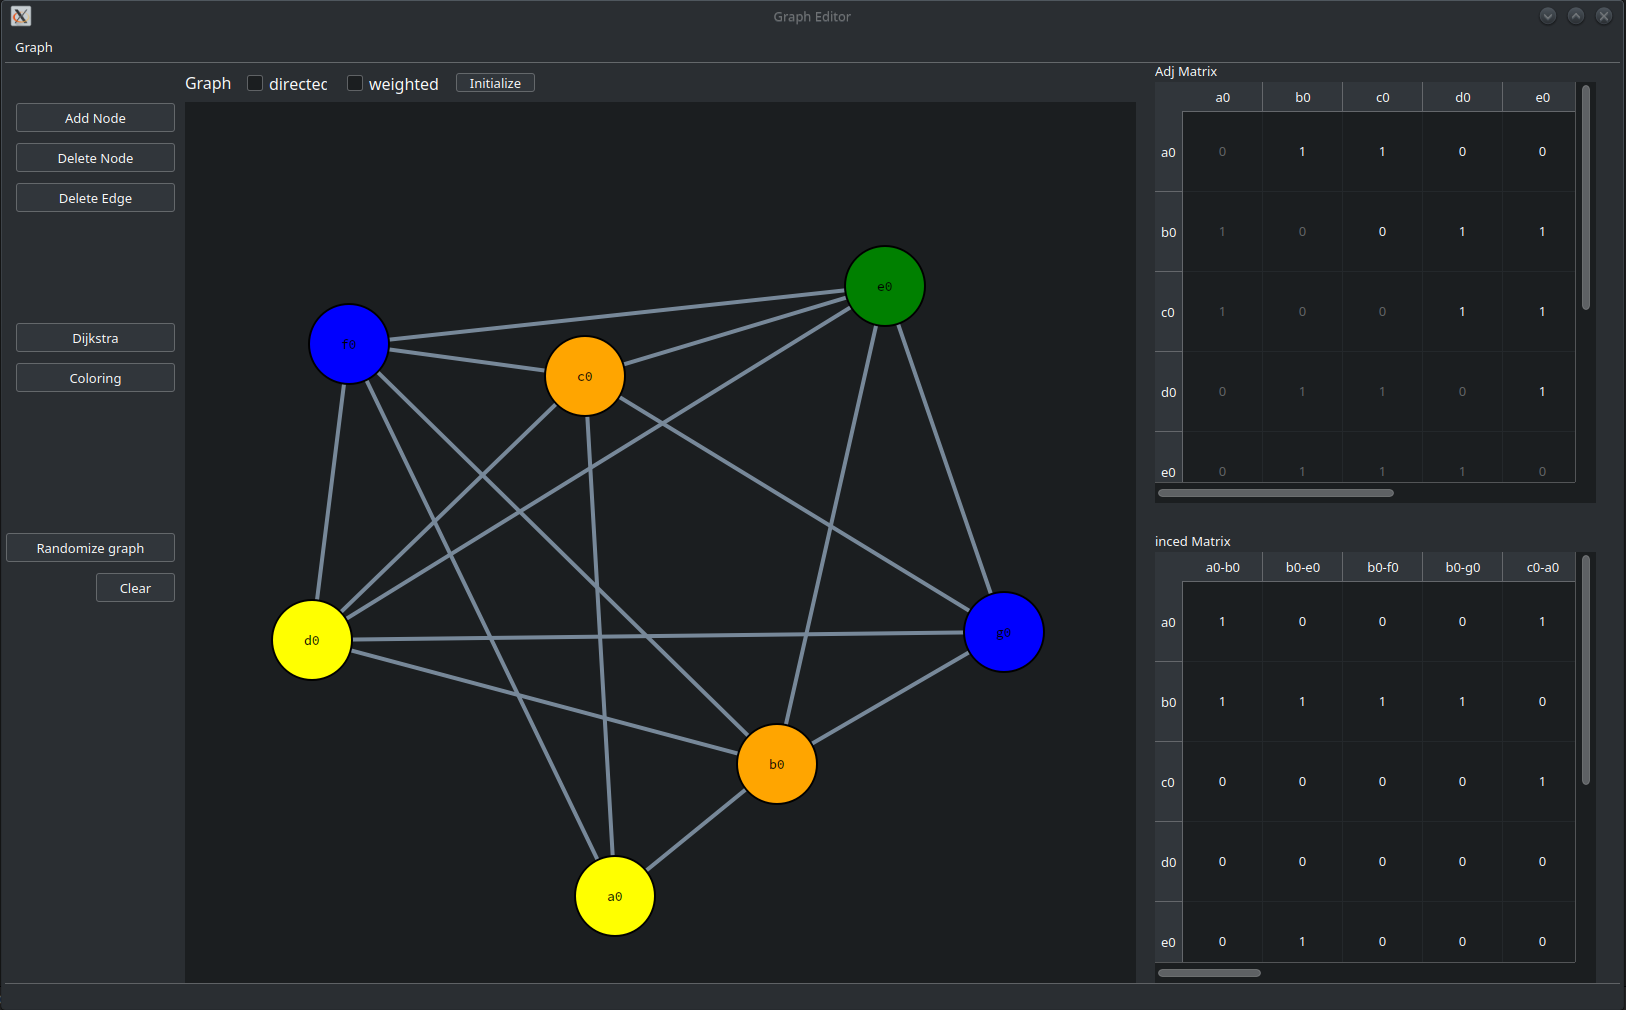 Graph Editor
Graph
Graph directec weighted Initialize
Add Node
Delete Node
Delete Edge
Dijkstra
Coloring
Randomize graph
Clear
e0
f0
c0
d0
g0
b0
a0
Adj Matrix
a0 b0 c0 d0 e0
a0 0 1 1 0 0
b0 1 0 0 1 1
c0 1 0 0 1 1
d0 0 1 1 0 1
e0 0 1 1 1 0
inced Matrix
a0-b0 b0-e0 b0-f0 b0-g0 c0-a0
a0 1 0 0 0 1
b0 1 1 1 1 0
c0 0 0 0 0 1
d0 0 0 0 0 0
e0 0 1 0 0 0